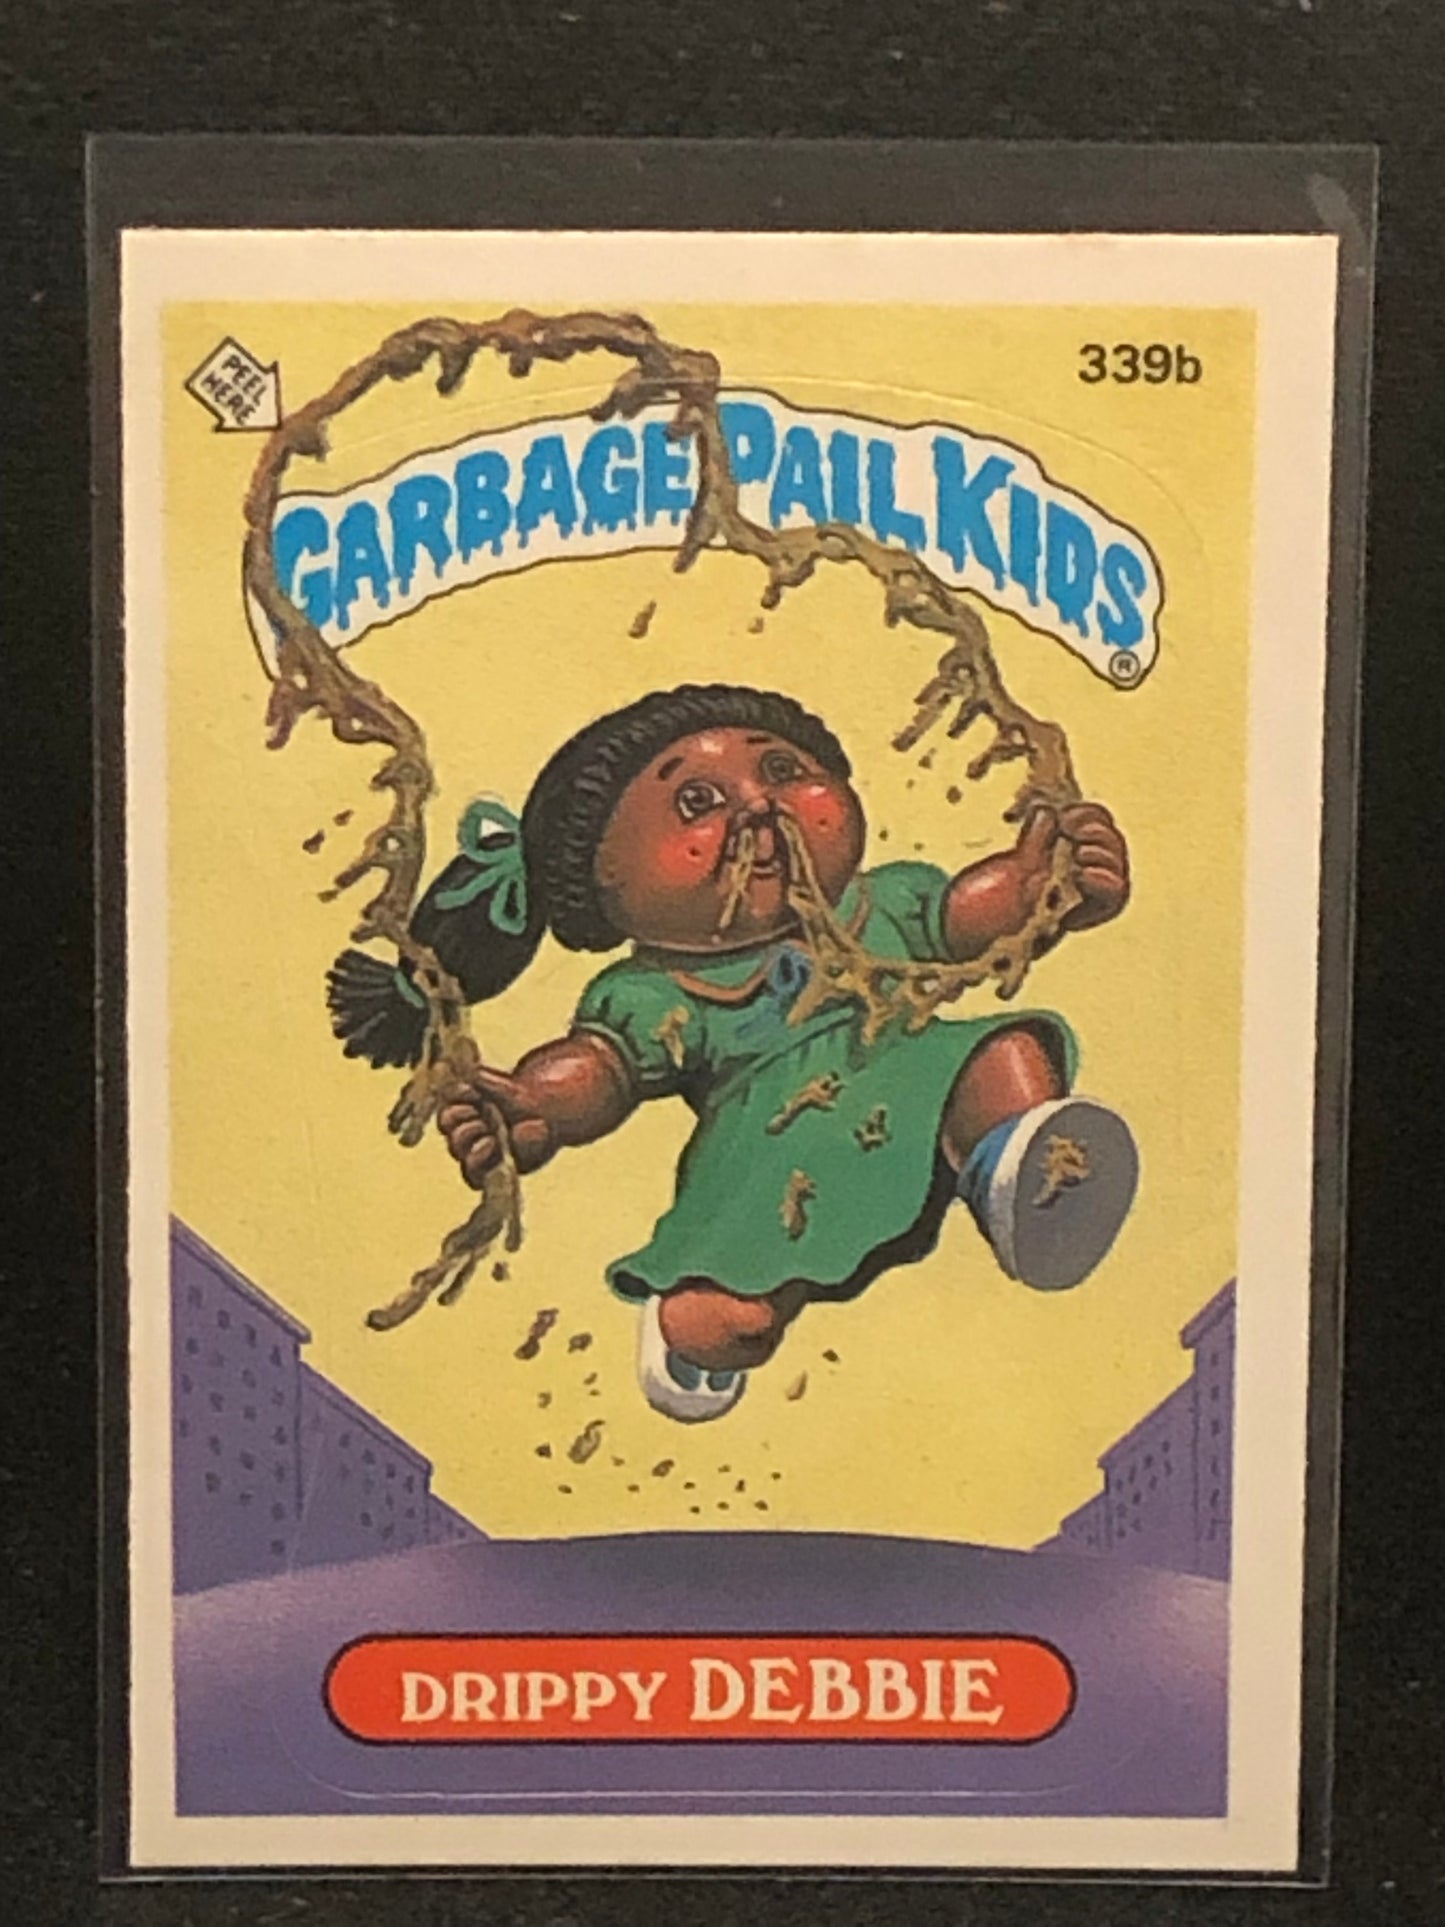 PEEL
HERE
339b
GARBAGE PAIL KIDS
®
DRIPPY DEBBIE